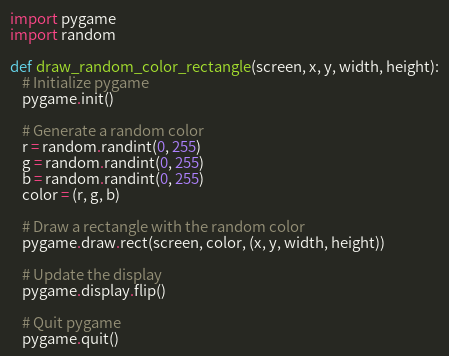 import pygame
import random

def draw_random_color_rectangle(screen, x, y, width, height):
    # Initialize pygame
    pygame.init()

    # Generate a random color
    r = random.randint(0, 255)
    g = random.randint(0, 255)
    b = random.randint(0, 255)
    color = (r, g, b)

    # Draw a rectangle with the random color
    pygame.draw.rect(screen, color, (x, y, width, height))

    # Update the display
    pygame.display.flip()

    # Quit pygame
    pygame.quit()